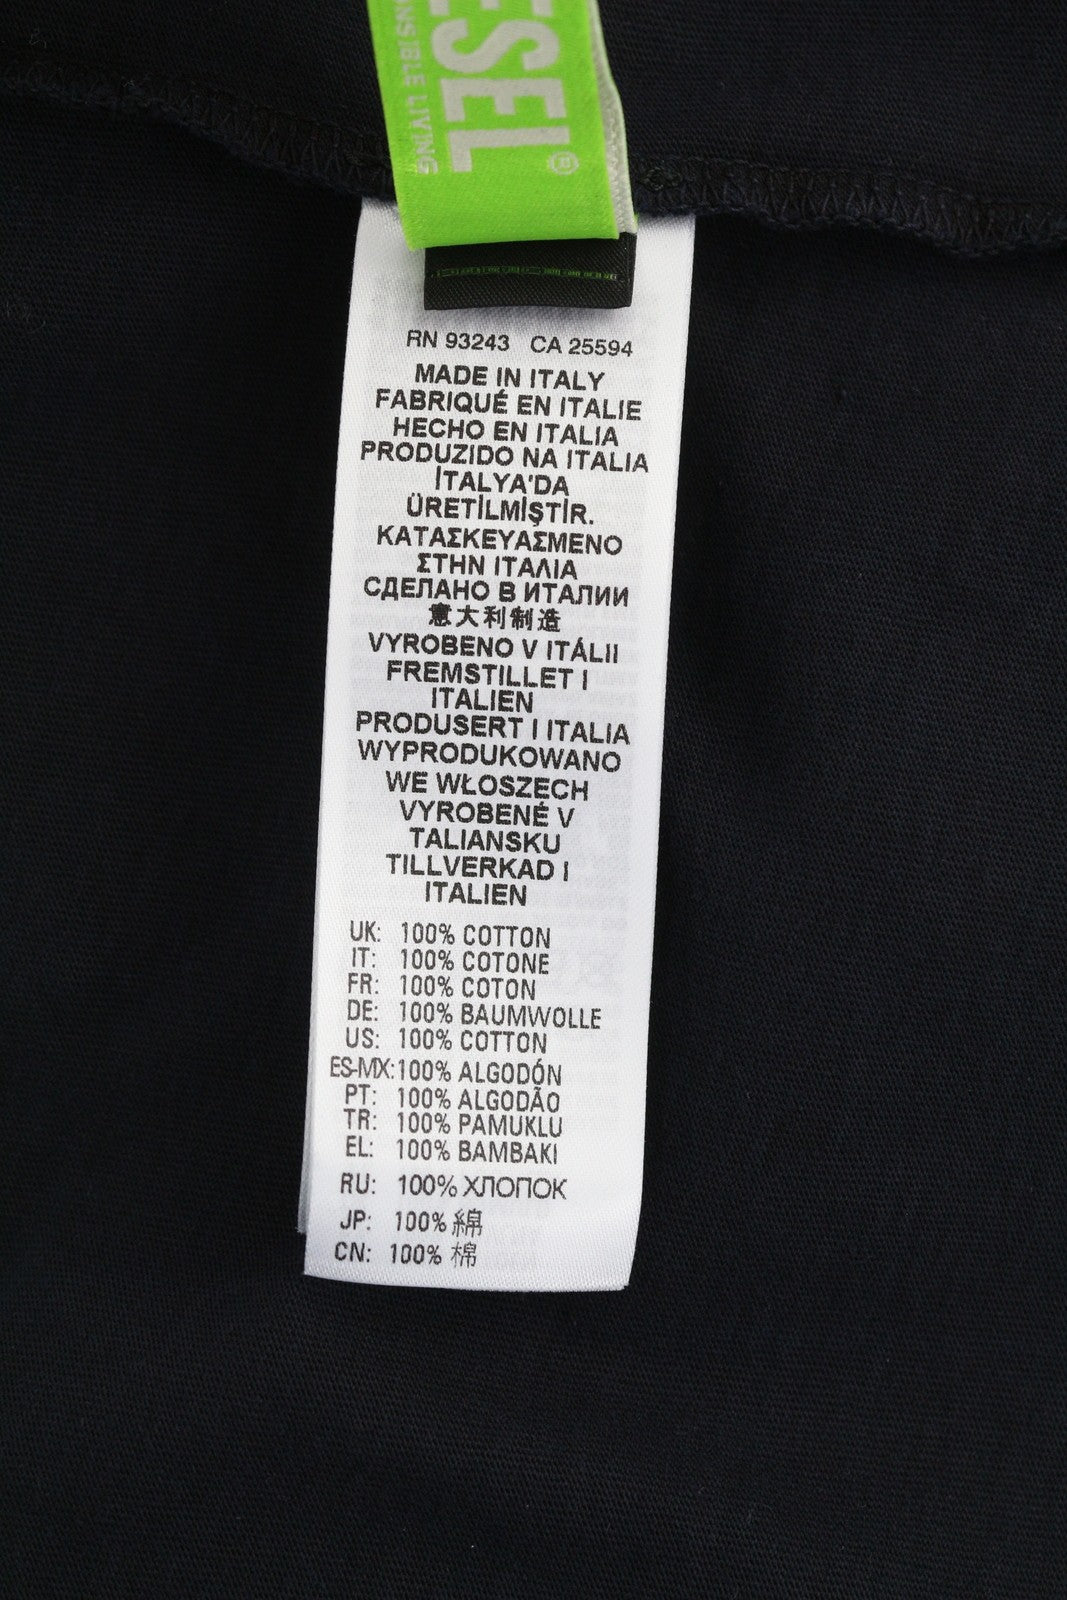 ESEL®
NSIBLE LIVING
RN 93243 CA 25594
MADE IN ITALY
FABRIQUÉ EN ITALIE
HECHO EN ITALIA
PRODUZIDO NA ITALIA
İTALYA'DA
ÜRETİLMİŞTİR.
ΚΑΤΑΣΚΕΥΑΣΜΕΝΟ
ΣΤΗΝ ΙΤΑΛΙΑ
СДЕЛАНО В ИТАЛИИ
意大利制造
VYROBENO V ITÁLII
FREMSTILLET I
ITALIEN
PRODUSERT I ITALIA
WYPRODUKOWANO
WE WŁOSZECH
VYROBENÉ V
TALIANSKU
TILLVERKAD I
ITALIEN
UK: 100% COTTON
IT: 100% COTONE
FR: 100% COTON
DE: 100% BAUMWOLLE
US: 100% COTTON
ES-MX: 100% ALGODÓN
PT: 100% ALGODÃO
TR: 100% PAMUKLU
EL: 100% BAMBAKI
RU: 100% ХЛОПОК
JP: 100% 綿
CN: 100% 棉